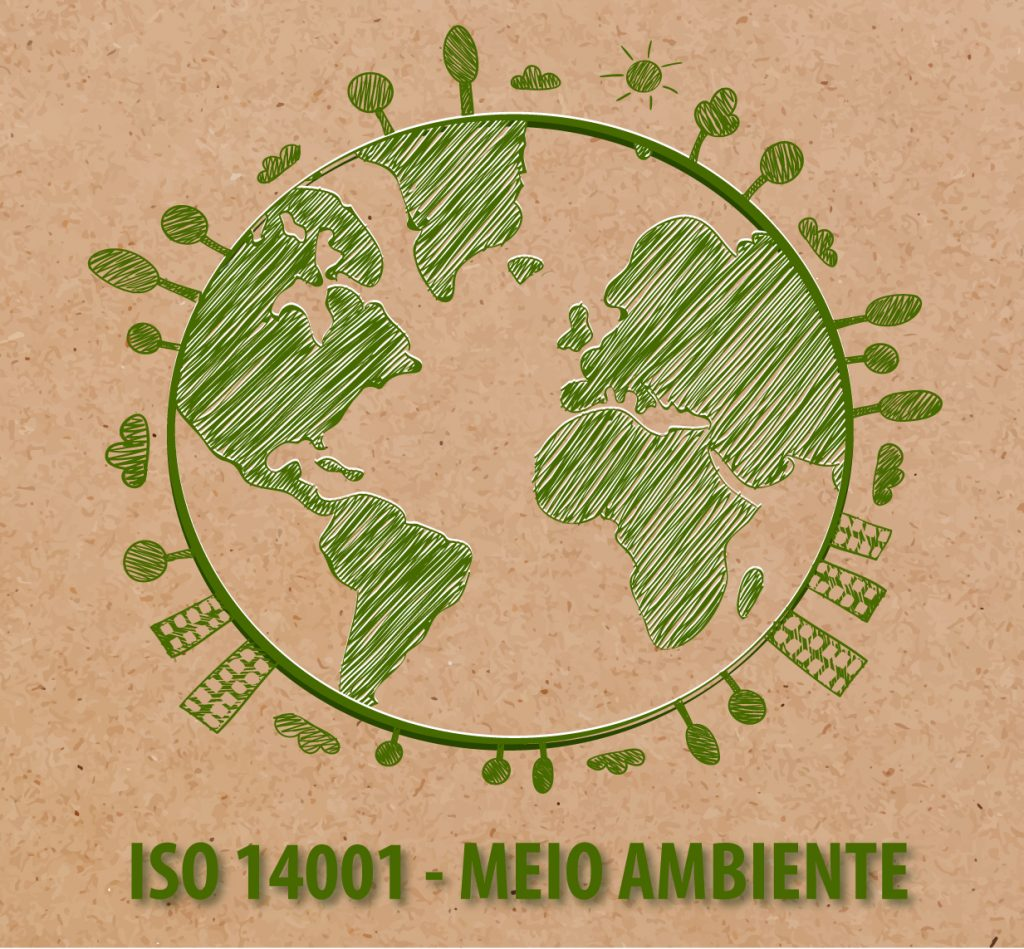 ISO 14001 - MEIO AMBIENTE